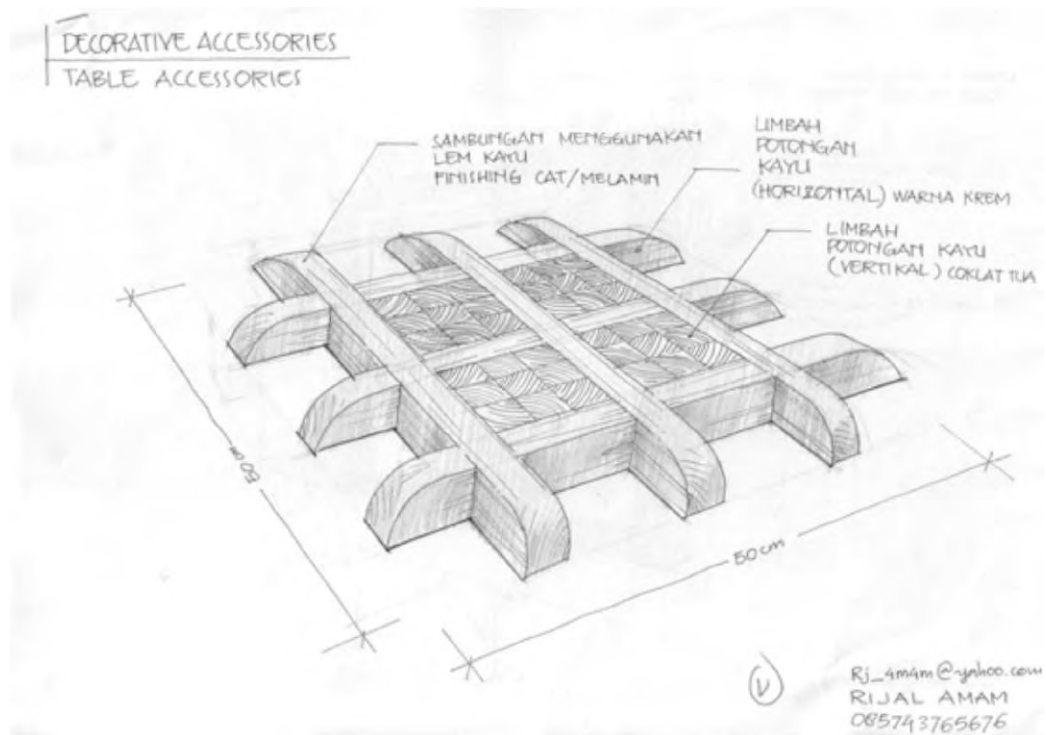 DECORATIVE ACCESSORIES
TABLE ACCESSORIES
SAMBUNGAN MENGGUNAKAN
LEM KAYU
FINISHING CAT/MELAMIN
LIMBAH
POTONGAN
KAYU
(HORIZONTAL) WARNA KREM
LIMBAH
POTONGAN KAYU
(VERTIKAL) COKLAT TUA
50 cm
50 cm
V
Rj_4m4m@yahoo.com
RIJAL AMAM
085743765676